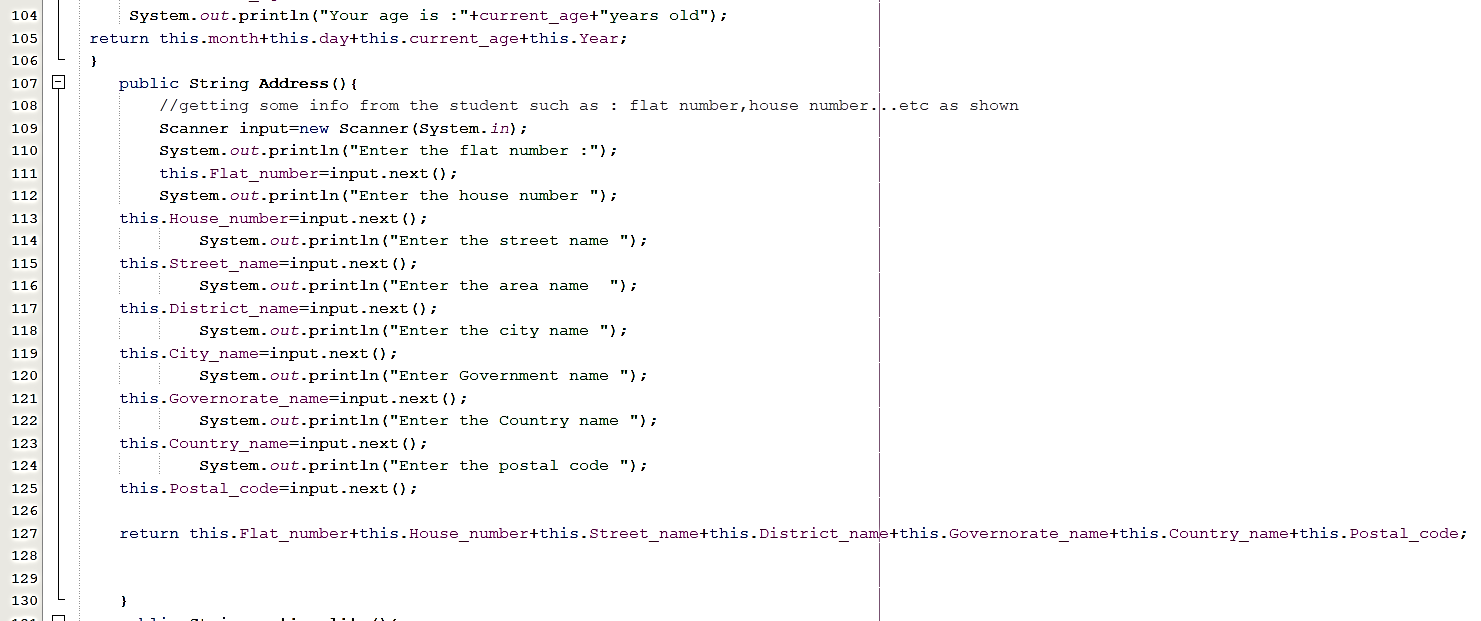 104 System.out.println("Your age is :"+current_age+"years old");
105 return this.month+this.day+this.current_age+this.Year;
106 }
107 public String Address(){
108 //getting some info from the student such as : flat number,house number...etc as shown
109 Scanner input=new Scanner(System.in);
110 System.out.println("Enter the flat number :");
111 this.Flat_number=input.next();
112 System.out.println("Enter the house number ");
113 this.House_number=input.next();
114 System.out.println("Enter the street name ");
115 this.Street_name=input.next();
116 System.out.println("Enter the area name  ");
117 this.District_name=input.next();
118 System.out.println("Enter the city name ");
119 this.City_name=input.next();
120 System.out.println("Enter Government name ");
121 this.Governorate_name=input.next();
122 System.out.println("Enter the Country name ");
123 this.Country_name=input.next();
124 System.out.println("Enter the postal code ");
125 this.Postal_code=input.next();
126
127 return this.Flat_number+this.House_number+this.Street_name+this.District_name+this.Governorate_name+this.Country_name+this.Postal_code;
128
129
130 }